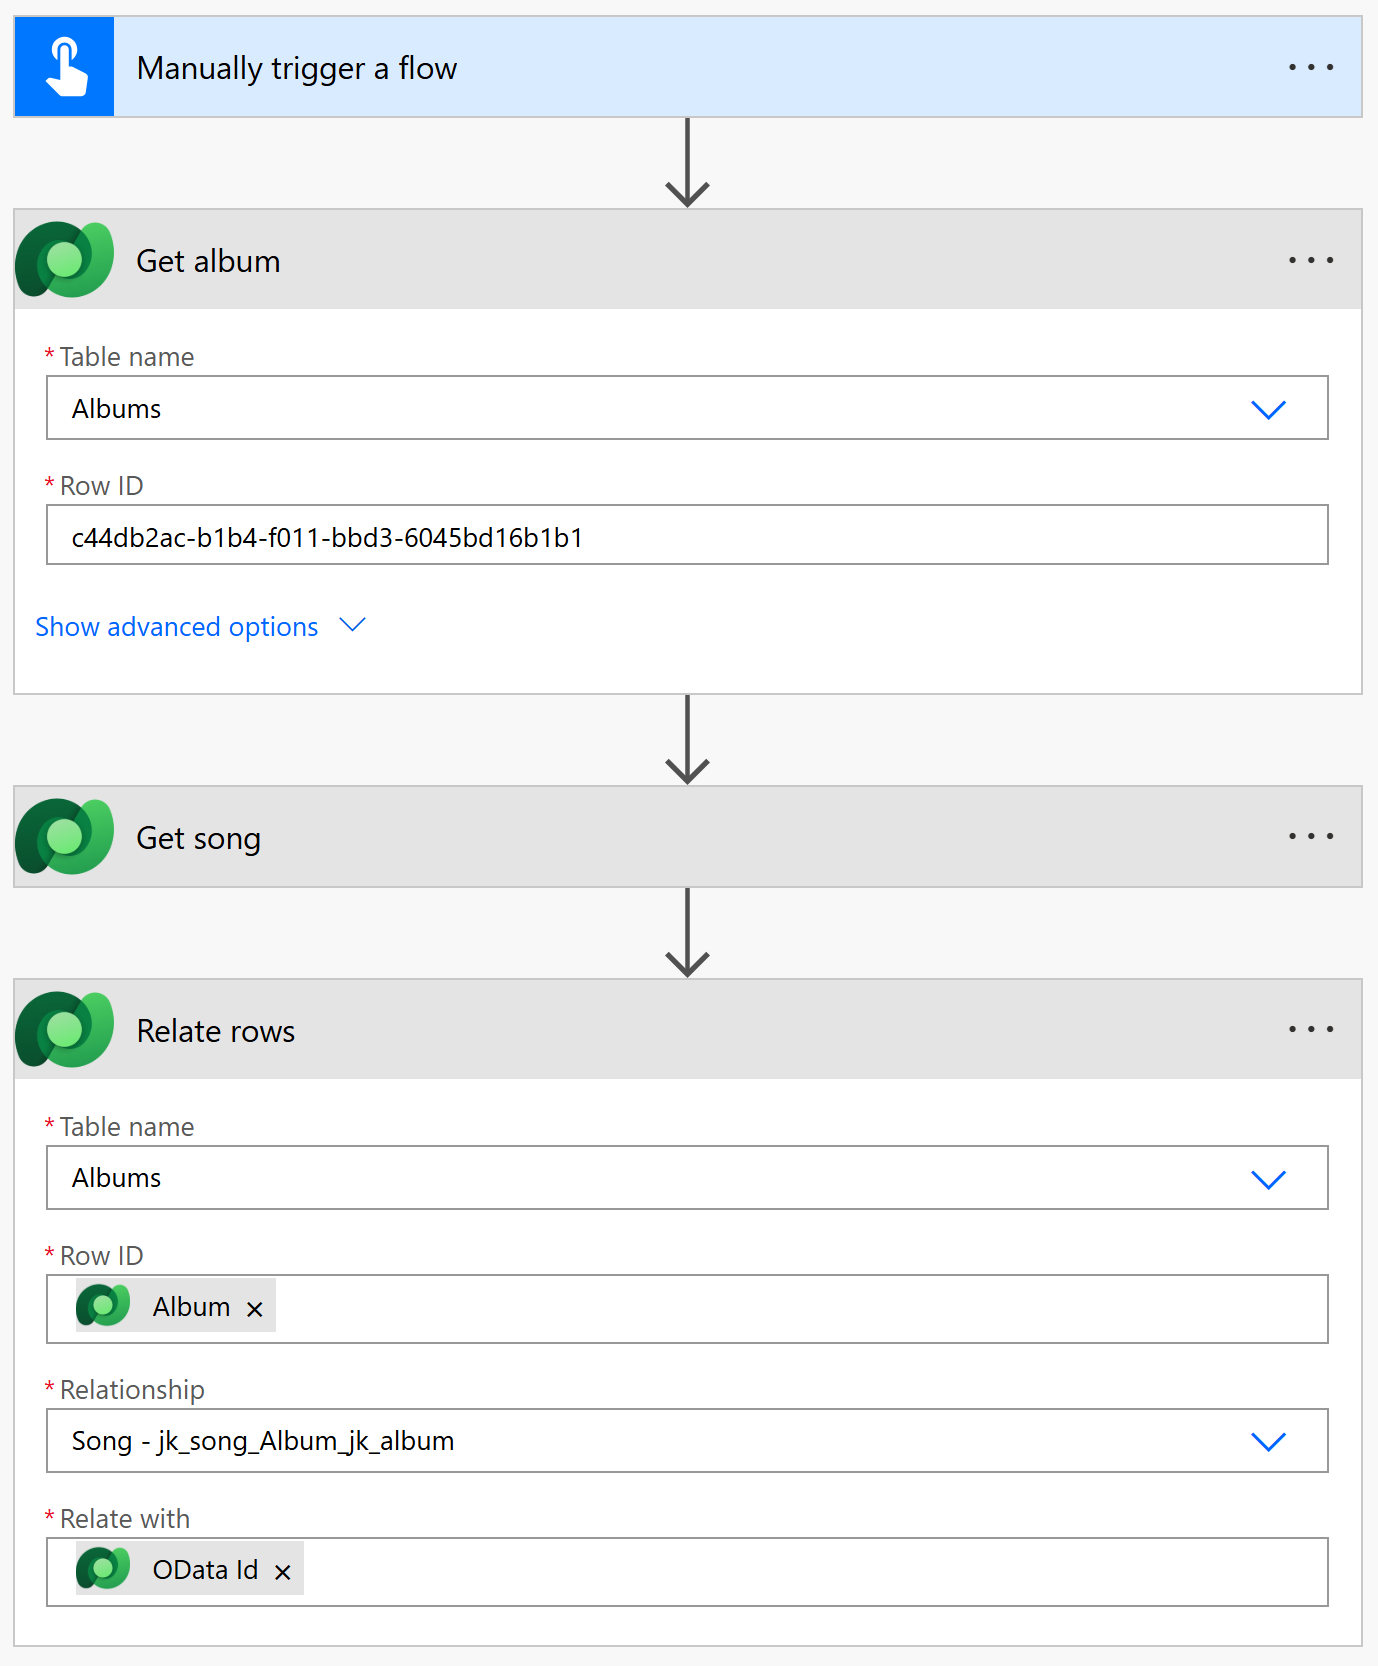 Manually trigger a flow
Get album
* Table name
Albums
* Row ID
c44db2ac-b1b4-f011-bbd3-6045bd16b1b1
Show advanced options
Get song
Relate rows
* Table name
Albums
* Row ID
Album ×
* Relationship
Song - jk_song_Album_jk_album
* Relate with
OData Id ×